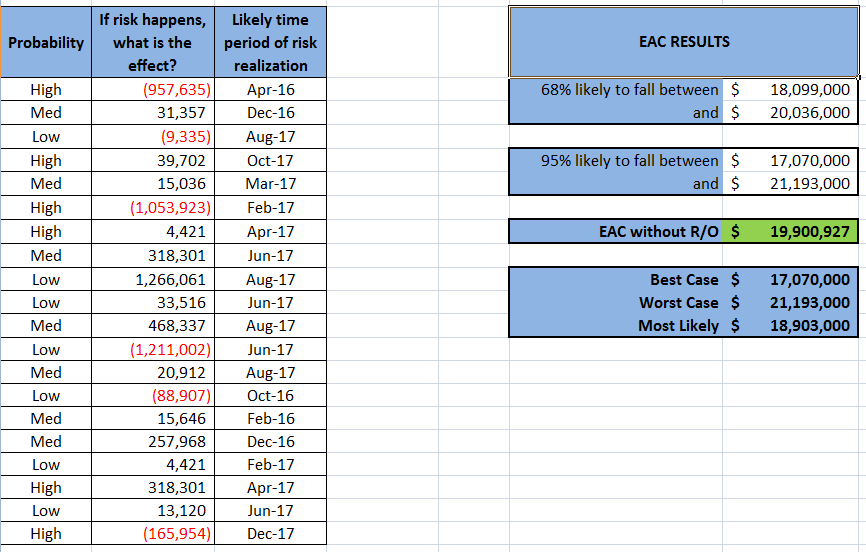 Probability If risk happens, what is the effect? Likely time period of risk realization
High (957,635) Apr-16
Med 31,357 Dec-16
Low (9,335) Aug-17
High 39,702 Oct-17
Med 15,036 Mar-17
High (1,053,923) Feb-17
High 4,421 Apr-17
Med 318,301 Jun-17
Low 1,266,061 Aug-17
Low 33,516 Jun-17
Med 468,337 Aug-17
Low (1,211,002) Jun-17
Med 20,912 Aug-17
Low (88,907) Oct-16
Med 15,646 Feb-16
Med 257,968 Dec-16
Low 4,421 Feb-17
High 318,301 Apr-17
Low 13,120 Jun-17
High (165,954) Dec-17
EAC RESULTS
68% likely to fall between $ 18,099,000
and $ 20,036,000
95% likely to fall between $ 17,070,000
and $ 21,193,000
EAC without R/O $ 19,900,927
Best Case $ 17,070,000
Worst Case $ 21,193,000
Most Likely $ 18,903,000